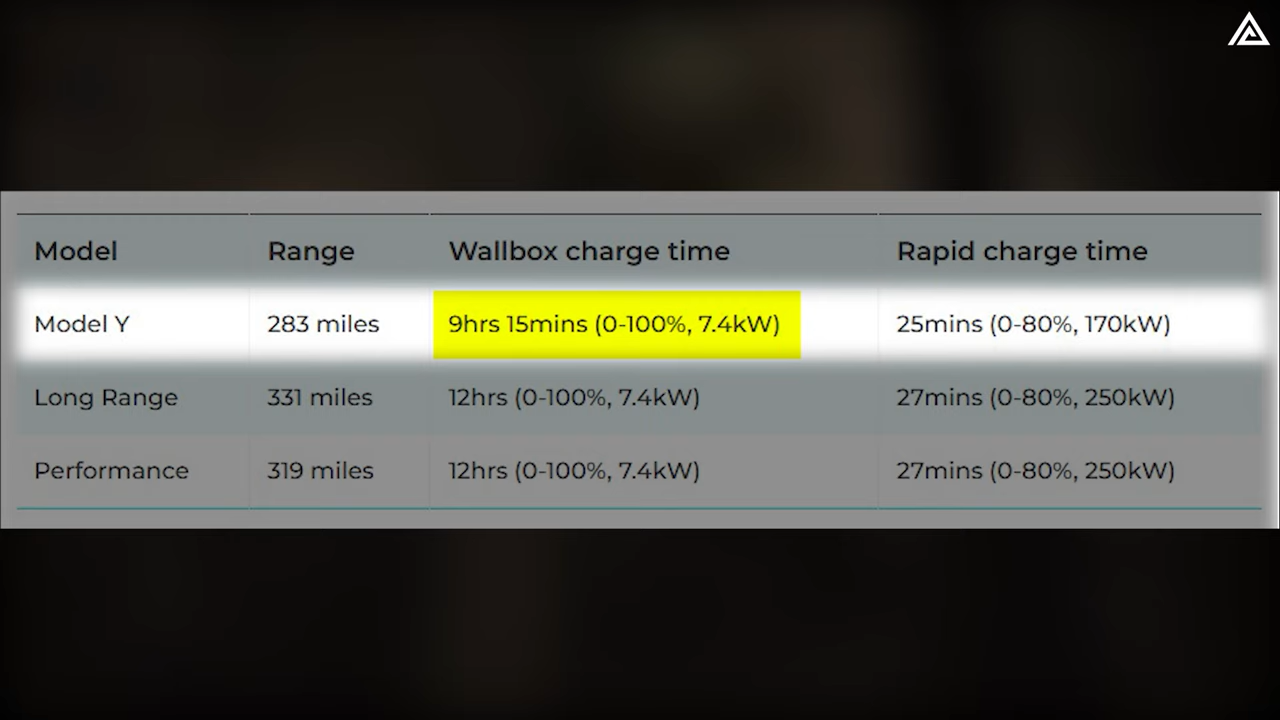 Model Range Wallbox charge time Rapid charge time
Model Y 283 miles 9hrs 15mins (0-100%, 7.4kW) 25mins (0-80%, 170kW)
Long Range 331 miles 12hrs (0-100%, 7.4kW) 27mins (0-80%, 250kW)
Performance 319 miles 12hrs (0-100%, 7.4kW) 27mins (0-80%, 250kW)